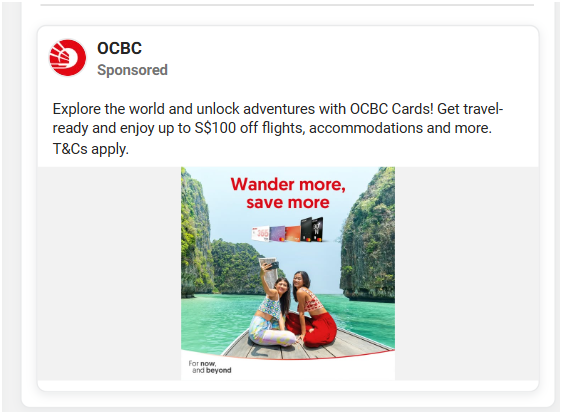 OCBC
Sponsored
Explore the world and unlock adventures with OCBC Cards! Get travel-
ready and enjoy up to S$100 off flights, accommodations and more.
T&Cs apply.
Wander more,
save more
365
For now,
and beyond